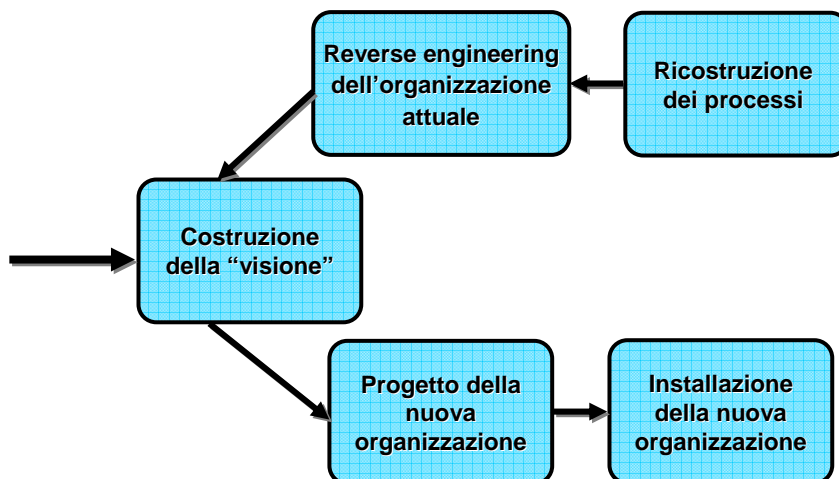 Reverse engineering
dell’organizzazione
attuale
Ricostruzione
dei processi
Costruzione
della “visione”
Progetto della
nuova
organizzazione
Installazione
della nuova
organizzazione